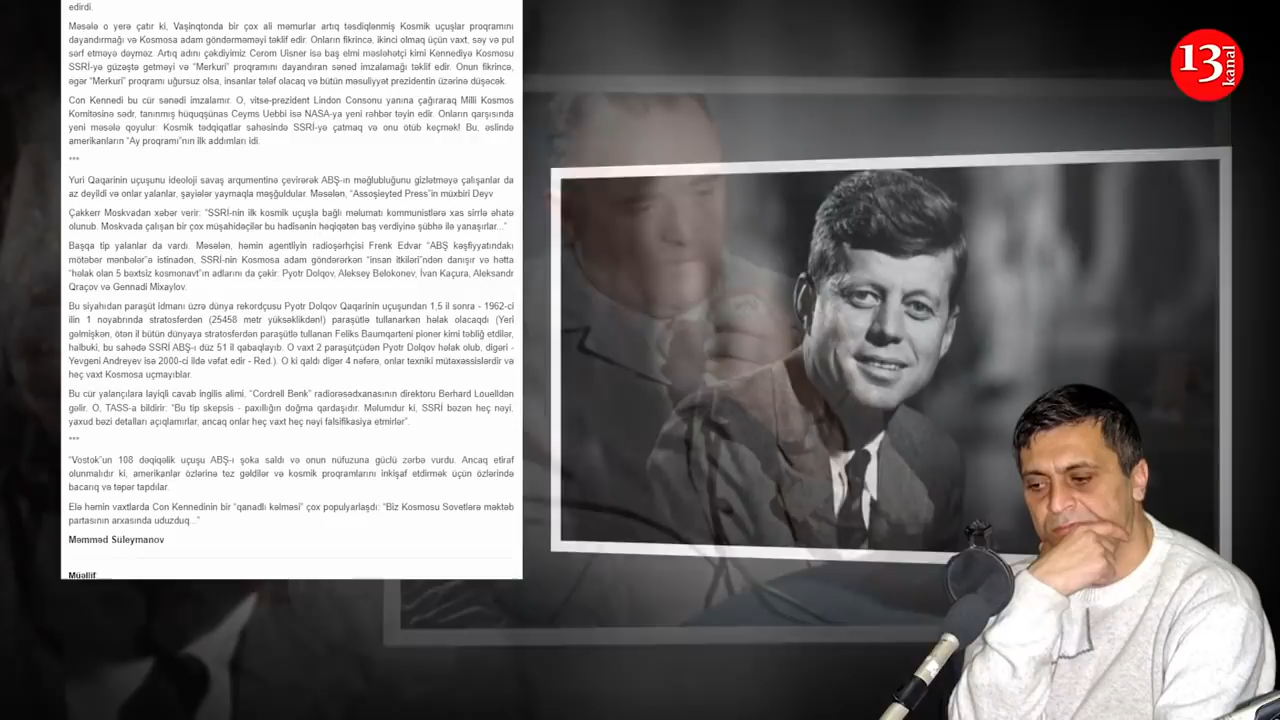 edirdi.
Məsələ o yerə çatır ki, Vaşinqtonda bir çox ali məmurlar artıq təsdiqlənmiş Kosmik uçuşlar proqramını
dayandırmağı və Kosmosa adam göndərməməyi təklif edir. Onların fikrincə, ikinci olmaq üçün vaxt, səy və pul
sərf etməyə dəyməz. Artıq adını çəkdiyimiz Cerom Uisner isə baş elmi məsləhətçi kimi Kennediyə Kosmosu
SSRİ-yə güzəştə getməyi və “Merkuri” proqramını dayandıran sənəd imzalamağı təklif edir. Onun fikrincə,
əgər “Merkuri” proqramı uğursuz olsa, insanlar tələf olacaq və bütün məsuliyyət prezidentin üzərinə düşəcək.
Con Kennedi bu cür sənədi imzalamır. O, vitse-prezident Lindon Consonu yanına çağıraraq Milli Kosmos
Komitəsinə sədr, tanınmış hüquqşünas Ceyms Uebbi isə NASA-ya yeni rəhbər təyin edir. Onların qarşısında
yeni məsələ qoyulur: Kosmik tədqiqatlar sahəsində SSRİ-yə çatmaq və onu ötüb keçmək! Bu, əslində
amerikanların “Ay proqramı”nın ilk addımları idi.
***
Yuri Qaqarinin uçuşunu ideoloji savaş arqumentinə çevirərək ABŞ-ın məğlubluğunu gizlətməyə çalışanlar da
az deyildi və onlar yalanlar, şayiələr yaymaqla məşğuldular. Məsələn, “Assoşieyted Press”in müxbiri Deyv
Çakkerr Moskvadan xəbər verir: “SSRİ-nin ilk kosmik uçuşla bağlı məlumatı kommunistlərə xas sirrlə əhatə
olunub. Moskvada çalışan bir çox müşahidəçilər bu hadisənin həqiqətən baş verdiyinə şübhə ilə yanaşırlar...”
Başqa tip yalanlar da vardı. Məsələn, həmin agentliyin radioşərhçisi Frenk Edvar “ABŞ kəşfiyyatındakı
mötəbər mənbələr”ə istinadən, SSRİ-nin Kosmosa adam göndərərkən “insan itkiləri”ndən danışır və hətta
“həlak olan 5 bəxtsiz kosmonavt”ın adlarını da çəkir: Pyotr Dolqov, Aleksey Belokonev, İvan Kaçura, Aleksandr
Qraçov və Gennadi Mixaylov.
Bu siyahıdan paraşüt idmanı üzrə dünya rekordçusu Pyotr Dolqov Qaqarinin uçuşundan 1,5 il sonra - 1962-ci
ilin 1 noyabrında stratosferdən (25458 metr yüksəklikdən!) paraşütlə tullanarkən həlak olacaqdı (Yeri
gəlmişkən, ötən il bütün dünyaya stratosferdən paraşütlə tullanan Feliks Baumqarteni pioner kimi təbliğ etdilər,
halbuki, bu sahədə SSRİ ABŞ-ı düz 51 il qabaqlayıb. O vaxt 2 paraşütçüdən Pyotr Dolqov həlak olub, digəri -
Yevgeni Andreyev isə 2000-ci ildə vəfat edir - Red.). O ki qaldı digər 4 nəfərə, onlar texniki mütəxəssislərdir və
heç vaxt Kosmosa uçmayıblar.
Bu cür yalançılara layiqli cavab ingilis alimi, “Cordrell Benk” radiorəsədxanasının direktoru Berhard Louelldən
gəlir. O, TASS-a bildirir: “Bu tip skepsis - paxıllığın doğma qardaşıdır. Məlumdur ki, SSRİ bəzən heç nəyi,
yaxud bəzi detalları açıqlamırlar, ancaq onlar heç vaxt heç nəyi falsifikasiya etmirlər”.
***
“Vostok”un 108 dəqiqəlik uçuşu ABŞ-ı şoka saldı və onun nüfuzuna güclü zərbə vurdu. Ancaq etiraf
olunmalıdır ki, amerikanlar özlərinə tez gəldilər və kosmik proqramlarını inkişaf etdirmək üçün özlərində
bacarıq və təpər tapdılar.
Elə həmin vaxtlarda Con Kennedinin bir “qanadlı kəlməsi” çox populyarlaşdı: “Biz Kosmosu Sovetlərə məktəb
partasının arxasında uduzduq...”
Məmməd Süleymanov
Müəllif
13
kanal